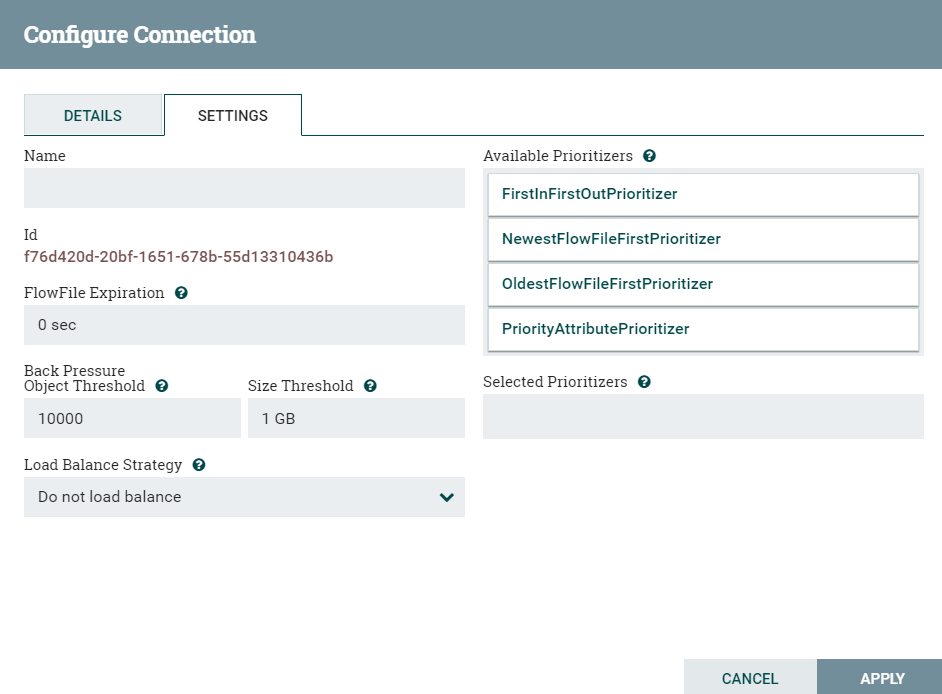 Configure Connection
DETAILS
SETTINGS
Name
Id
f76d420d-20bf-1651-678b-55d13310436b
FlowFile Expiration ?
0 sec
Back Pressure
Object Threshold ?
Size Threshold ?
10000
1 GB
Load Balance Strategy ?
Do not load balance
Available Prioritizers ?
FirstInFirstOutPrioritizer
NewestFlowFileFirstPrioritizer
OldestFlowFileFirstPrioritizer
PriorityAttributePrioritizer
Selected Prioritizers ?
CANCEL
APPLY